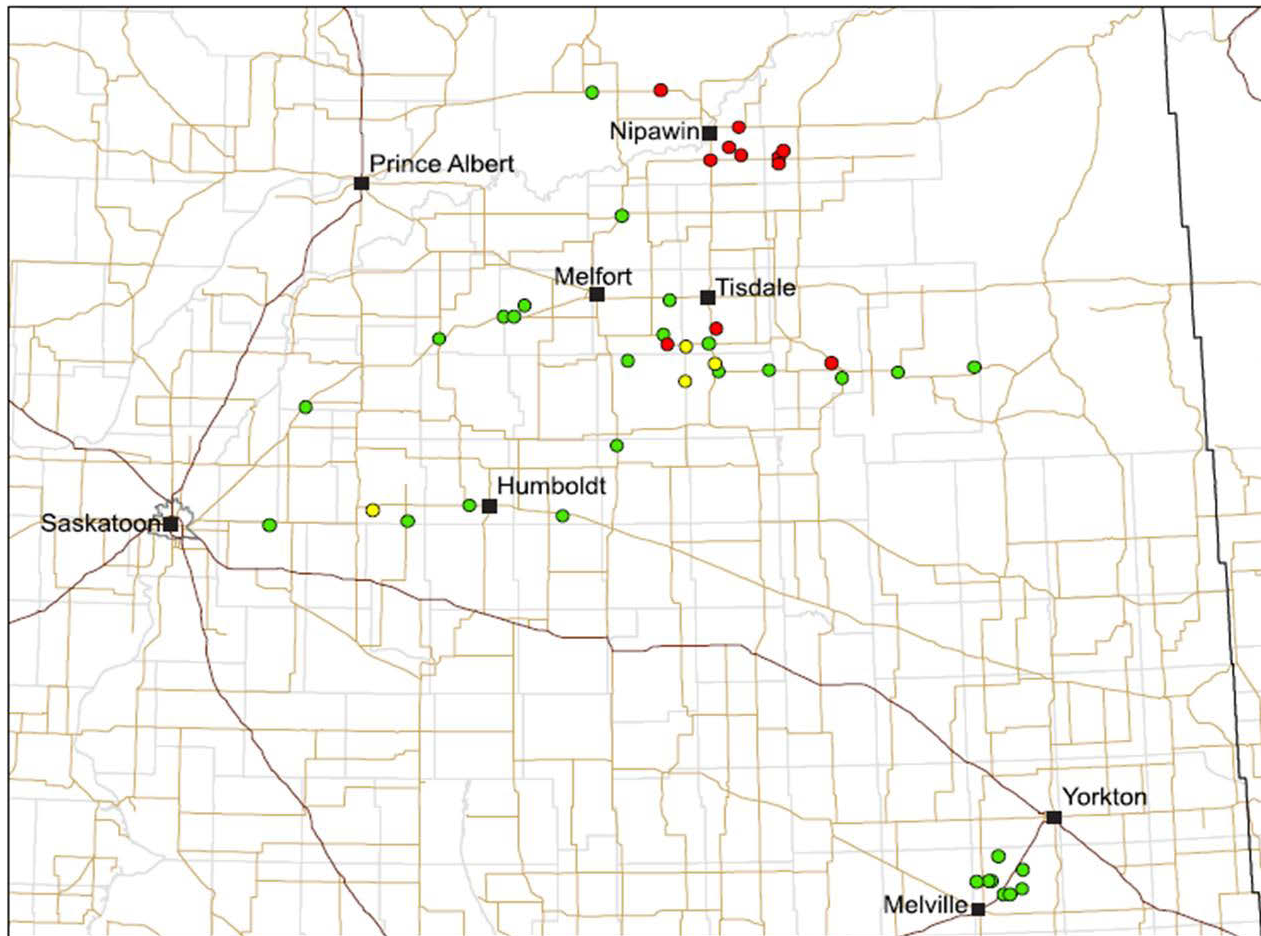 Nipawin
Prince Albert
Melfort
Tisdale
Humboldt
Saskatoon
Yorkton
Melville